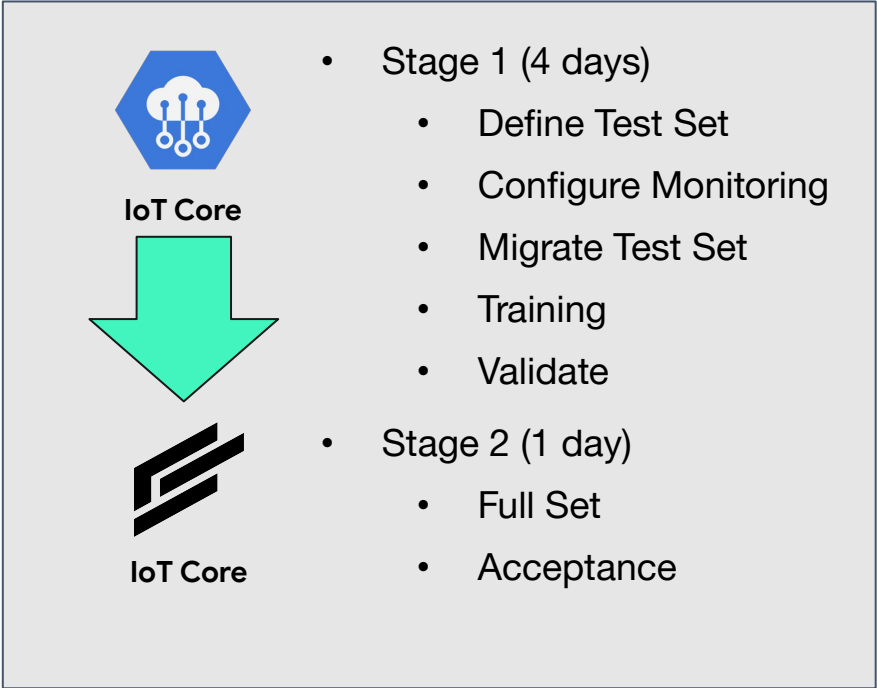 IoT Core
IoT Core
• Stage 1 (4 days)
• Define Test Set
• Configure Monitoring
• Migrate Test Set
• Training
• Validate
• Stage 2 (1 day)
• Full Set
• Acceptance